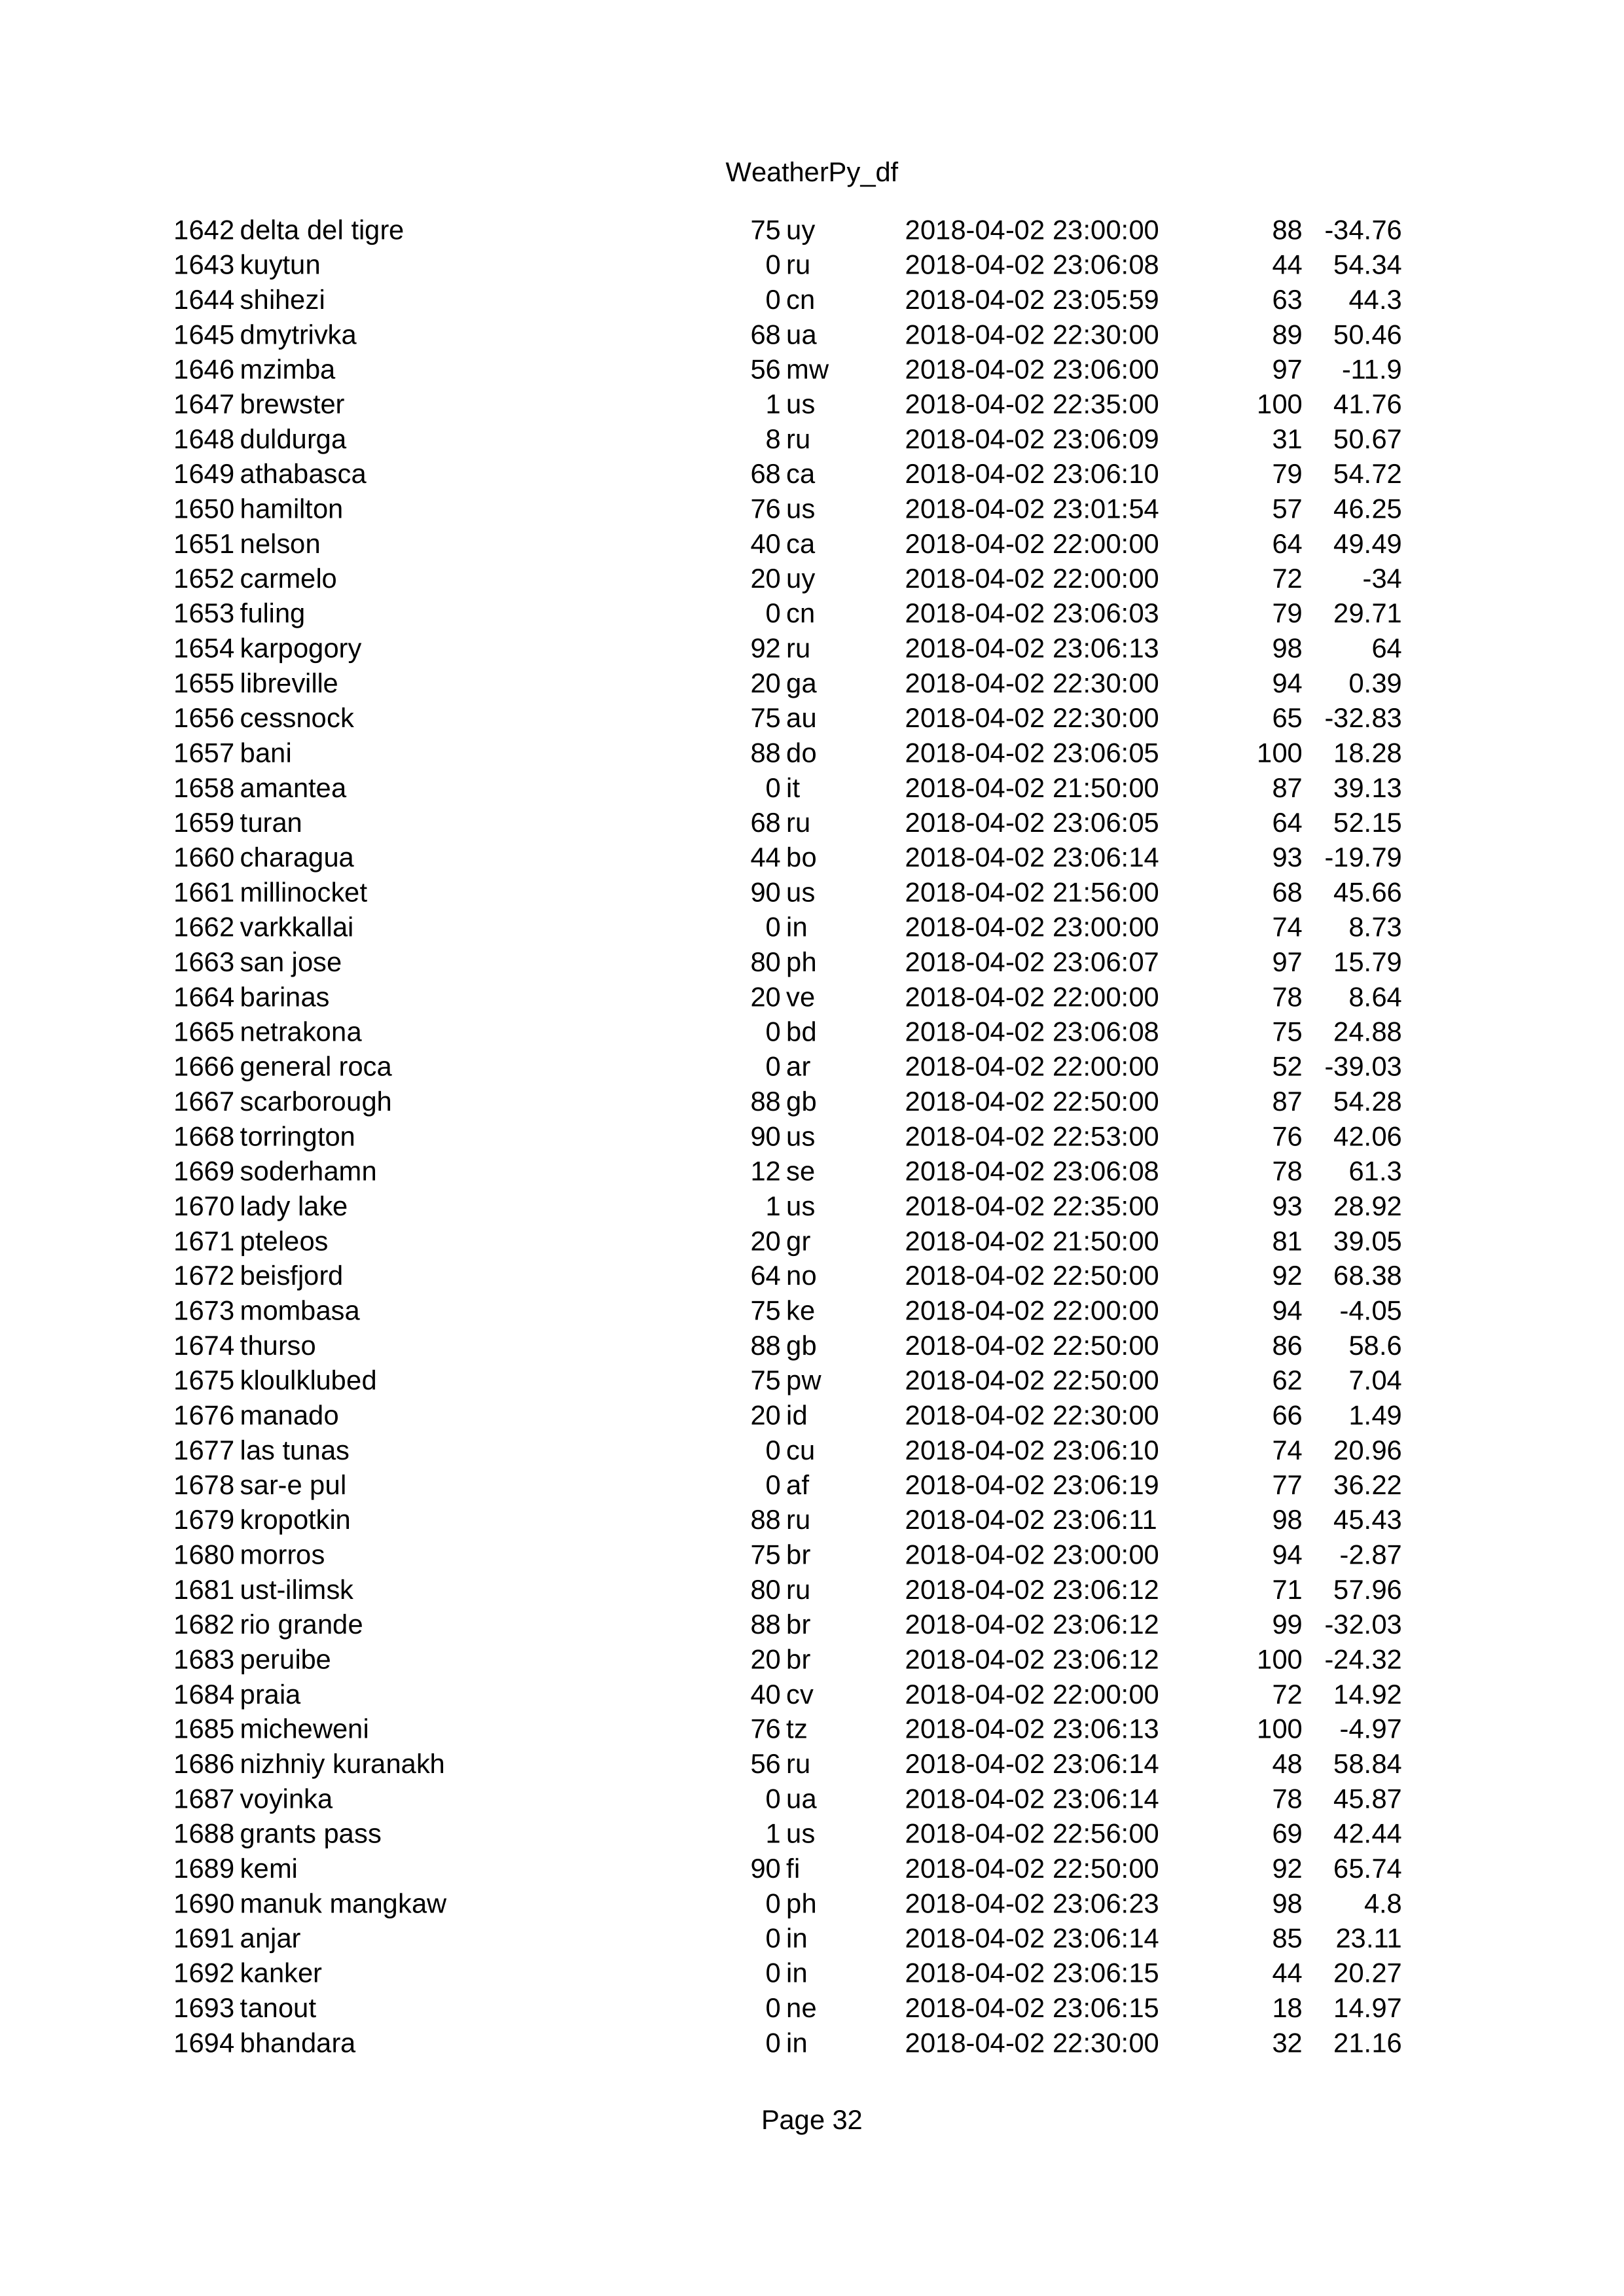 WeatherPy_df
1642 delta del tigre 75 uy 2018-04-02 23:00:00 88 -34.76
1643 kuytun 0 ru 2018-04-02 23:06:08 44 54.34
1644 shihezi 0 cn 2018-04-02 23:05:59 63 44.3
1645 dmytrivka 68 ua 2018-04-02 22:30:00 89 50.46
1646 mzimba 56 mw 2018-04-02 23:06:00 97 -11.9
1647 brewster 1 us 2018-04-02 22:35:00 100 41.76
1648 duldurga 8 ru 2018-04-02 23:06:09 31 50.67
1649 athabasca 68 ca 2018-04-02 23:06:10 79 54.72
1650 hamilton 76 us 2018-04-02 23:01:54 57 46.25
1651 nelson 40 ca 2018-04-02 22:00:00 64 49.49
1652 carmelo 20 uy 2018-04-02 22:00:00 72 -34
1653 fuling 0 cn 2018-04-02 23:06:03 79 29.71
1654 karpogory 92 ru 2018-04-02 23:06:13 98 64
1655 libreville 20 ga 2018-04-02 22:30:00 94 0.39
1656 cessnock 75 au 2018-04-02 22:30:00 65 -32.83
1657 bani 88 do 2018-04-02 23:06:05 100 18.28
1658 amantea 0 it 2018-04-02 21:50:00 87 39.13
1659 turan 68 ru 2018-04-02 23:06:05 64 52.15
1660 charagua 44 bo 2018-04-02 23:06:14 93 -19.79
1661 millinocket 90 us 2018-04-02 21:56:00 68 45.66
1662 varkkallai 0 in 2018-04-02 23:00:00 74 8.73
1663 san jose 80 ph 2018-04-02 23:06:07 97 15.79
1664 barinas 20 ve 2018-04-02 22:00:00 78 8.64
1665 netrakona 0 bd 2018-04-02 23:06:08 75 24.88
1666 general roca 0 ar 2018-04-02 22:00:00 52 -39.03
1667 scarborough 88 gb 2018-04-02 22:50:00 87 54.28
1668 torrington 90 us 2018-04-02 22:53:00 76 42.06
1669 soderhamn 12 se 2018-04-02 23:06:08 78 61.3
1670 lady lake 1 us 2018-04-02 22:35:00 93 28.92
1671 pteleos 20 gr 2018-04-02 21:50:00 81 39.05
1672 beisfjord 64 no 2018-04-02 22:50:00 92 68.38
1673 mombasa 75 ke 2018-04-02 22:00:00 94 -4.05
1674 thurso 88 gb 2018-04-02 22:50:00 86 58.6
1675 kloulklubed 75 pw 2018-04-02 22:50:00 62 7.04
1676 manado 20 id 2018-04-02 22:30:00 66 1.49
1677 las tunas 0 cu 2018-04-02 23:06:10 74 20.96
1678 sar-e pul 0 af 2018-04-02 23:06:19 77 36.22
1679 kropotkin 88 ru 2018-04-02 23:06:11 98 45.43
1680 morros 75 br 2018-04-02 23:00:00 94 -2.87
1681 ust-ilimsk 80 ru 2018-04-02 23:06:12 71 57.96
1682 rio grande 88 br 2018-04-02 23:06:12 99 -32.03
1683 peruibe 20 br 2018-04-02 23:06:12 100 -24.32
1684 praia 40 cv 2018-04-02 22:00:00 72 14.92
1685 micheweni 76 tz 2018-04-02 23:06:13 100 -4.97
1686 nizhniy kuranakh 56 ru 2018-04-02 23:06:14 48 58.84
1687 voyinka 0 ua 2018-04-02 23:06:14 78 45.87
1688 grants pass 1 us 2018-04-02 22:56:00 69 42.44
1689 kemi 90 fi 2018-04-02 22:50:00 92 65.74
1690 manuk mangkaw 0 ph 2018-04-02 23:06:23 98 4.8
1691 anjar 0 in 2018-04-02 23:06:14 85 23.11
1692 kanker 0 in 2018-04-02 23:06:15 44 20.27
1693 tanout 0 ne 2018-04-02 23:06:15 18 14.97
1694 bhandara 0 in 2018-04-02 22:30:00 32 21.16
Page 32